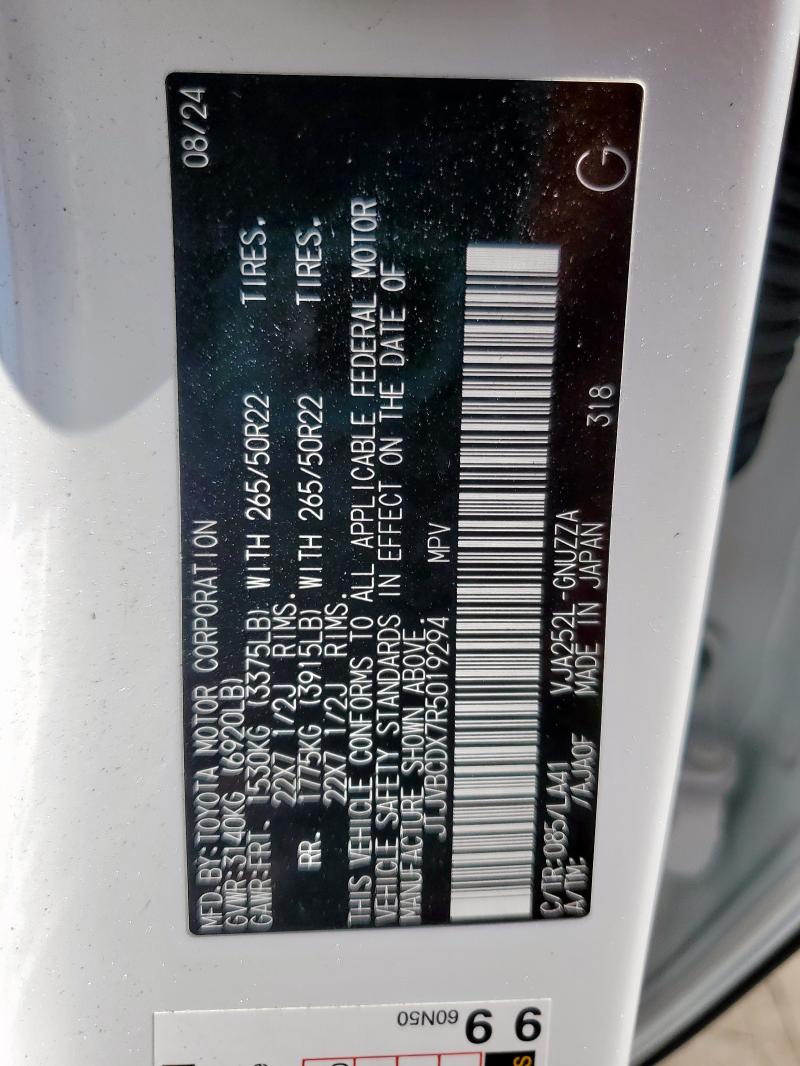 MFD.BY:TOYOTA MOTOR CORPORATION 08/24
GVWR:3140KG (6920LB)
GAWR:FRT. 1530KG (3375LB) WITH 265/50R22 TIRES.
22X7 1/2J RIMS.
RR. 1775KG (3915LB) WITH 265/50R22 TIRES.
22X7 1/2J RIMS.
THIS VEHICLE CONFORMS TO ALL APPLICABLE FEDERAL MOTOR
VEHICLE SAFETY STANDARDS IN EFFECT ON THE DATE OF
MANUFACTURE SHOWN ABOVE.
JTJVBCDX7R5019294 MPV
C/TR:085/LA41 VJA252L-GNUZZA
A/TM: /AJA0F MADE IN JAPAN 318 G
60N50
99